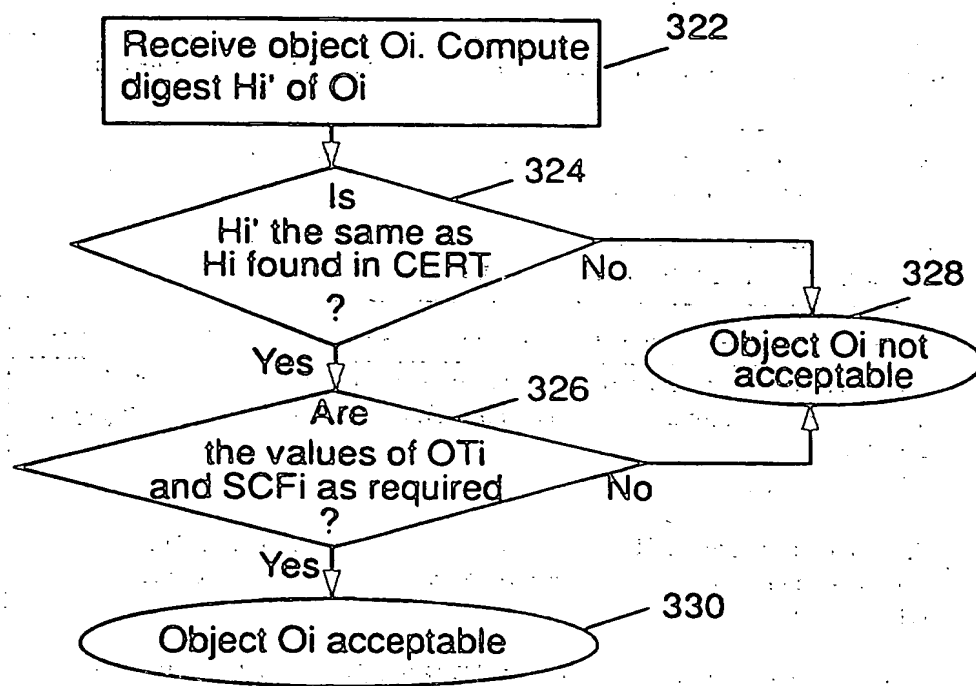 Receive object Oi. Compute
digest Hi' of Oi
322
Is
Hi' the same as
Hi found in CERT
?
324
No
Yes
328
Object Oi not
acceptable
Are
the values of OTi
and SCFi as required
?
326
No
Yes
Object Oi acceptable
330